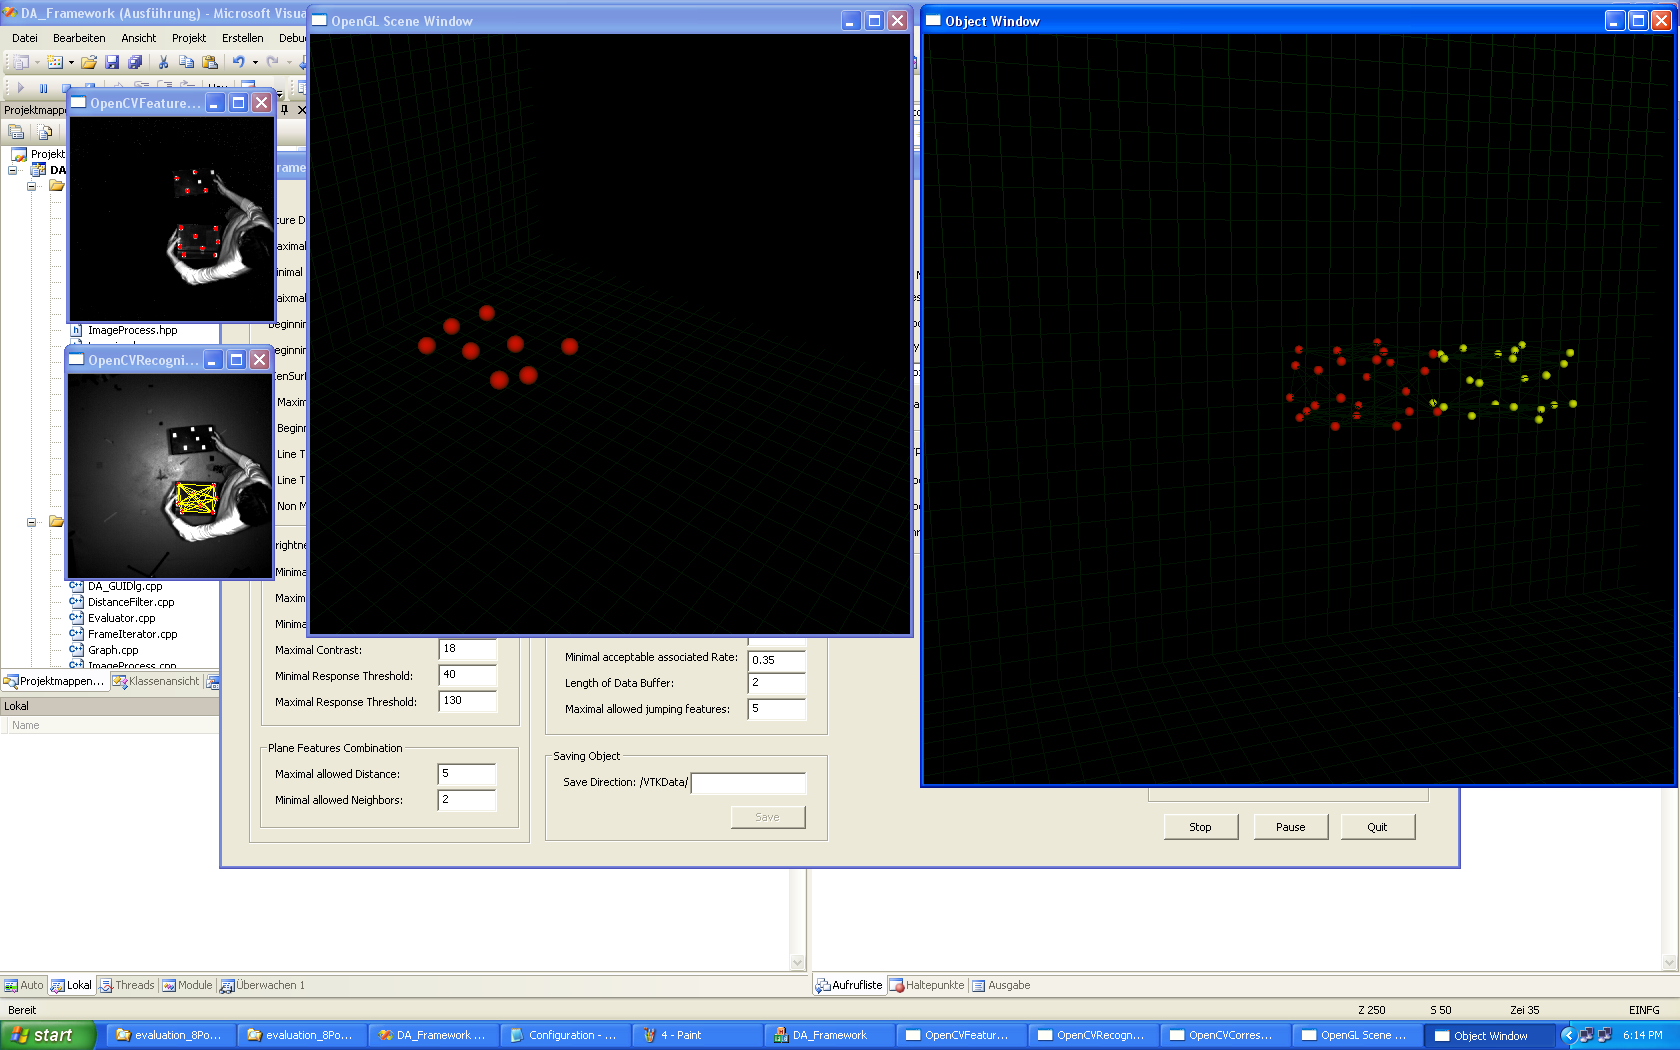 DA_Framework (Ausführung) - Microsoft Visua
OpenGL Scene Window
Object Window
Datei Bearbeiten Ansicht Projekt Erstellen Debu
OpenCVFeature...
Projektmapp
Projekt
DA
ImageProcess.hpp
OpenCVRecogni...
DA_GUIDlg.cpp
DistanceFilter.cpp
Evaluator.cpp
FrameIterator.cpp
Graph.cpp
ImageProcess.cpp
Projektmappen... Klassenansicht
Lokal
Name
rame
ture D
Maximal
inimal
aixmal
Beginnin
Beginnin
enSur
Maxim
Beginr
Line T
Line T
Non M
rightne
Minima
Maxim
Minima
Maximal Contrast: 18
Minimal Response Threshold: 40
Maximal Response Threshold: 130
Plane Features Combination
Maximal allowed Distance: 5
Minimal allowed Neighbors: 2
Minimal acceptable associated Rate: 0.35
Length of Data Buffer: 2
Maximal allowed jumping features: 5
Saving Object
Save Direction: /VTKData/
Save
Stop Pause Quit
Auto Lokal Threads Module Überwachen 1
Aufrufliste Haltepunkte Ausgabe
Bereit Z 250 S 50 Zei 35 EINFG
start evaluation_8Po... evaluation_8Po... DA_Framework ... Configuration - ... 4 - Paint DA_Framework OpenCVFeatur... OpenCVRecogn... OpenCVCorres... OpenGL Scene ... Object Window 6:14 PM